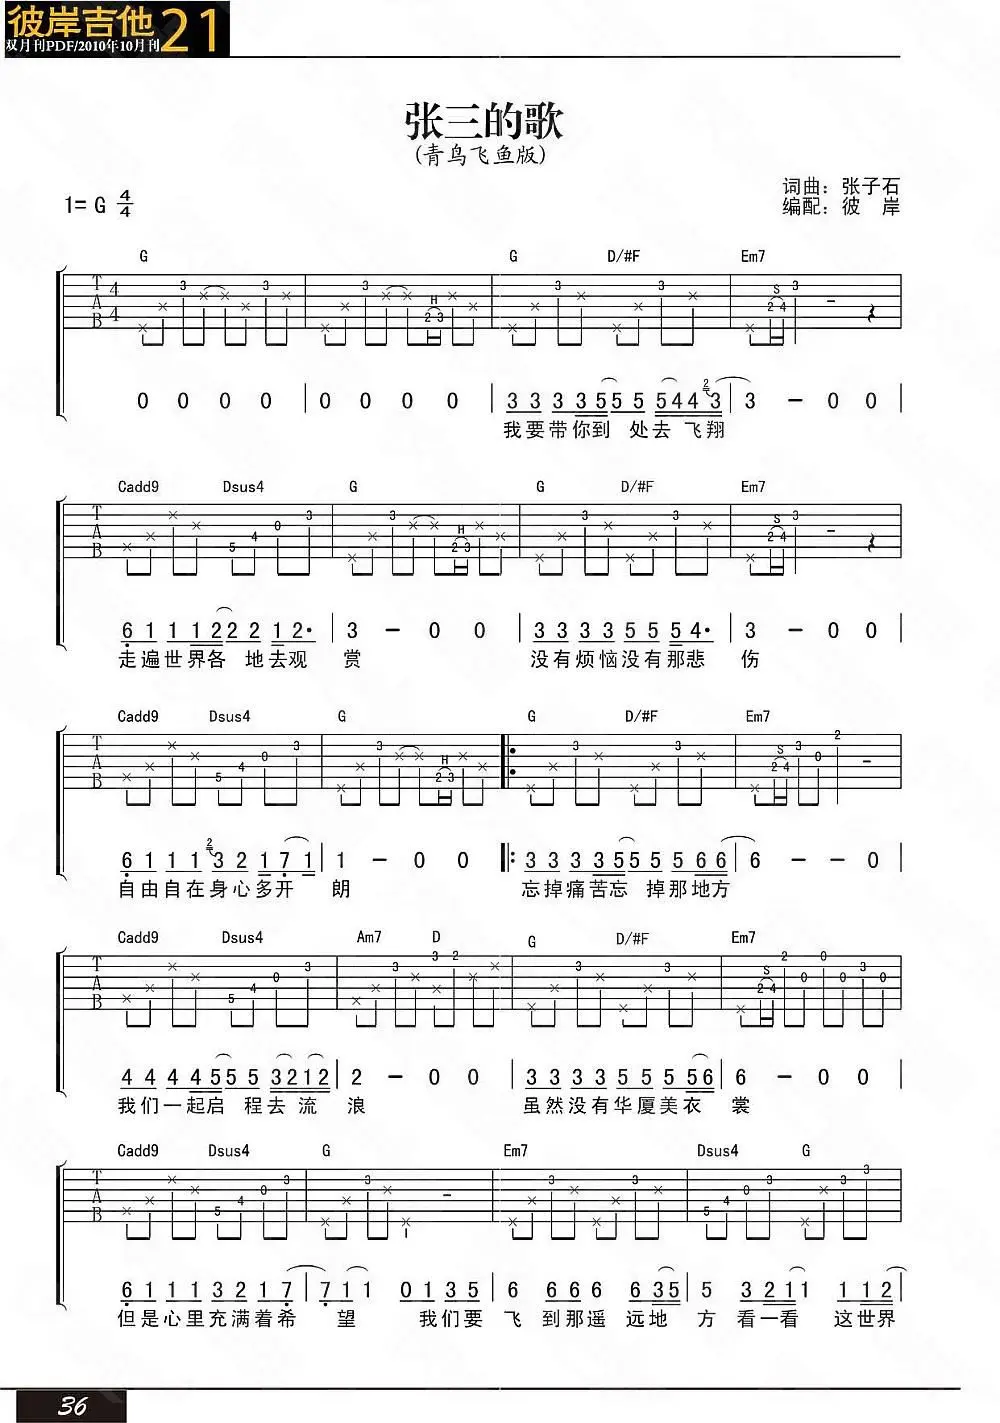 彼岸吉他 21
双月刊PDF/2010年10月刊
张三的歌
(青鸟飞鱼版)
1= G 4/4
词曲：张子石
编配：彼 岸
G G D/#F Em7
0 0 0 0 | 0 0 0 0 | 3 3 3 3 5 5 5 5 4 4 3 | 3 － 0 0 |
我要带你到 处去 飞翔
Cadd9 Dsus4 G G D/#F Em7
6 1 1 1 2 2 2 1 2· | 3 － 0 0 | 3 3 3 3 5 5 5 4· | 3 － 0 0 |
走遍世界各 地去观 赏 没有烦恼没有那悲 伤
Cadd9 Dsus4 G G D/#F Em7
6 1 1 1 3 2 1 7 1 | 1 － 0 0 |: 3 3 3 3 5 5 5 5 6 6 | 6 － － 0 |
自由自在身心多开 朗 忘掉痛苦忘 掉那地方
Cadd9 Dsus4 Am7 D G D/#F Em7
4 4 4 4 5 5 5 3 2 1 2 | 2 － 0 0 | 3 3 3 3 5 5 5 6 | 6 － 0 0 |
我们一起启 程去 流 浪 虽然没有华厦美衣 裳
Cadd9 Dsus4 G Em7 Dsus4 G
6 1 1 1 3 2 1 7 | 7 1 1 0 1 3 5 | 6 6 6 6 6 3 5 | 5 3 2 1 1 1 1 2 |
但是心里充满着希 望 我们要 飞 到那遥 远地 方 看一看 这世界
36